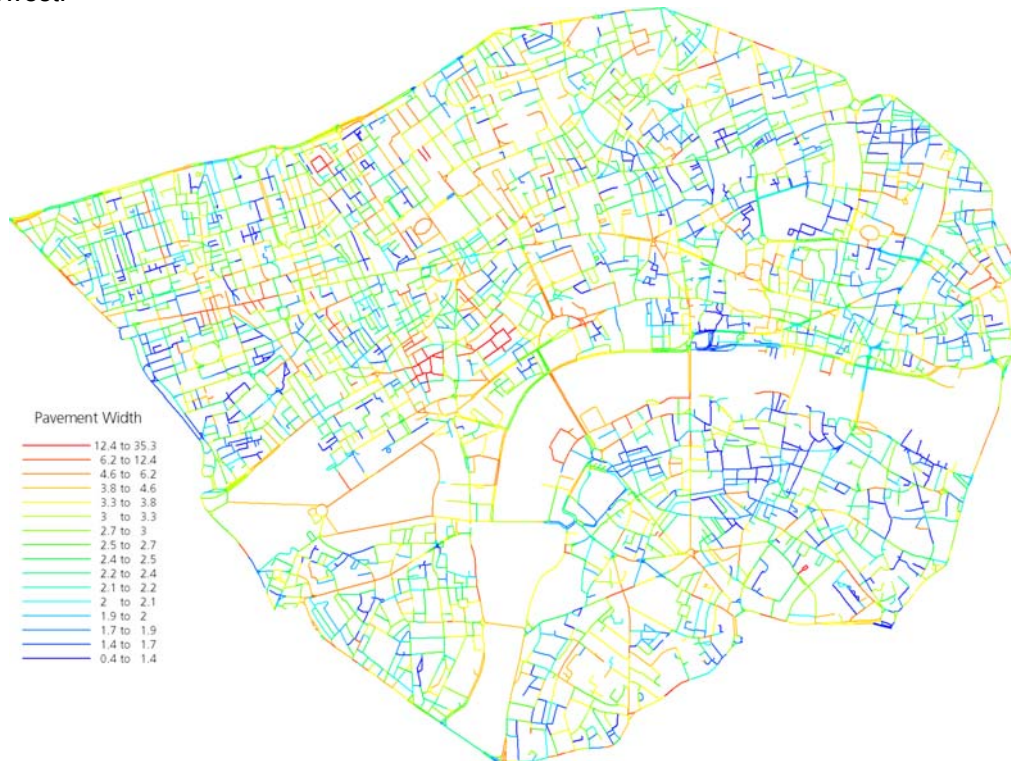 Pavement Width
12.4 to 35.3
6.2 to 12.4
4.6 to 6.2
3.8 to 4.6
3.3 to 3.8
3 to 3.3
2.7 to 3
2.5 to 2.7
2.4 to 2.5
2.2 to 2.4
2.1 to 2.2
2 to 2.1
1.9 to 2
1.7 to 1.9
1.4 to 1.7
0.4 to 1.4